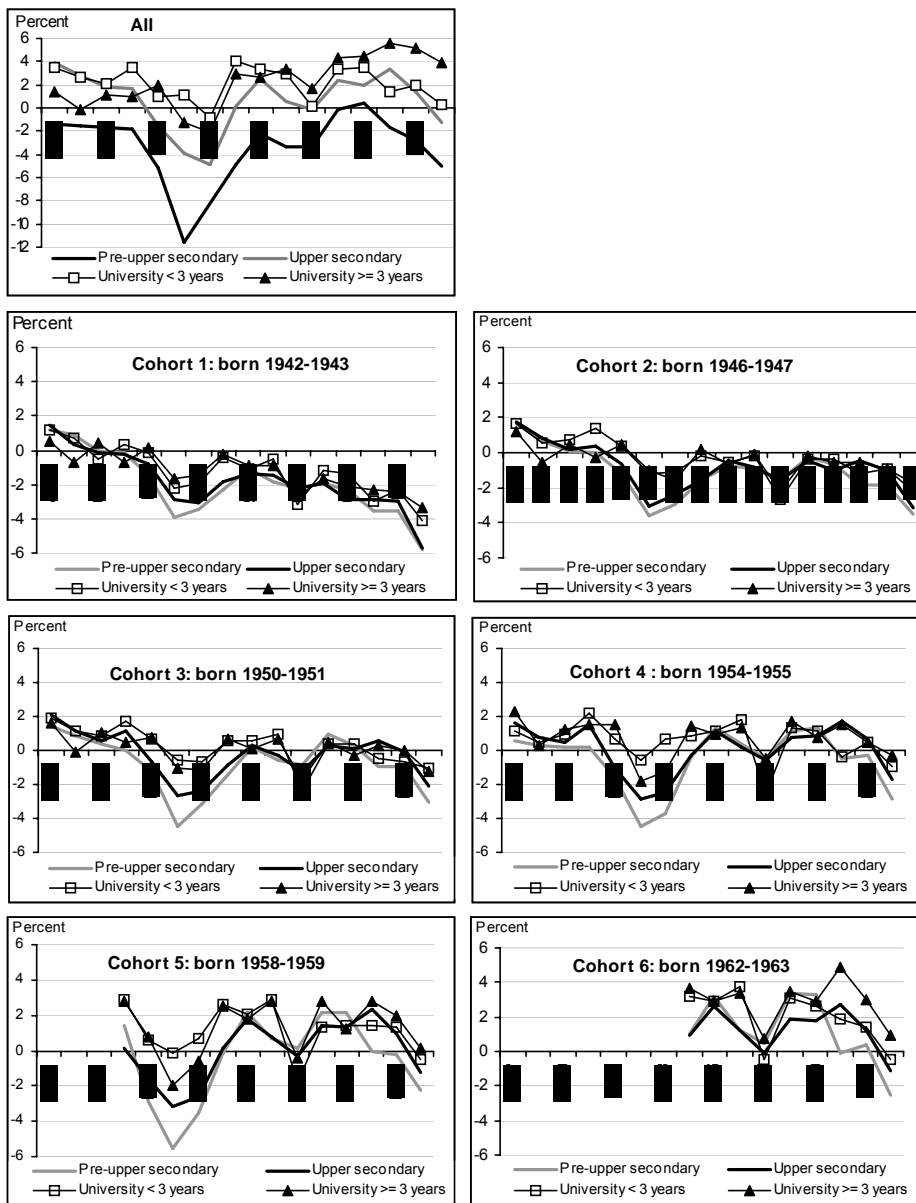 Percent
All
6
4
2
0
-2
-4
-6
-8
-10
-12
Pre-upper secondary Upper secondary
University < 3 years University >= 3 years
Percent
Cohort 1: born 1942-1943
6
4
2
0
-2
-4
-6
Pre-upper secondary Upper secondary
University < 3 years University >= 3 years
Percent
Cohort 2: born 1946-1947
6
4
2
0
-2
-4
-6
Pre-upper secondary Upper secondary
University < 3 years University >= 3 years
Percent
Cohort 3: born 1950-1951
6
4
2
0
-2
-4
-6
Pre-upper secondary Upper secondary
University < 3 years University >= 3 years
Percent
Cohort 4 : born 1954-1955
6
4
2
0
-2
-4
-6
Pre-upper secondary Upper secondary
University < 3 years University >= 3 years
Percent
Cohort 5: born 1958-1959
6
4
2
0
-2
-4
-6
Pre-upper secondary Upper secondary
University < 3 years University >= 3 years
Percent
Cohort 6: born 1962-1963
6
4
2
0
-2
-4
-6
Pre-upper secondary Upper secondary
University < 3 years University >= 3 years